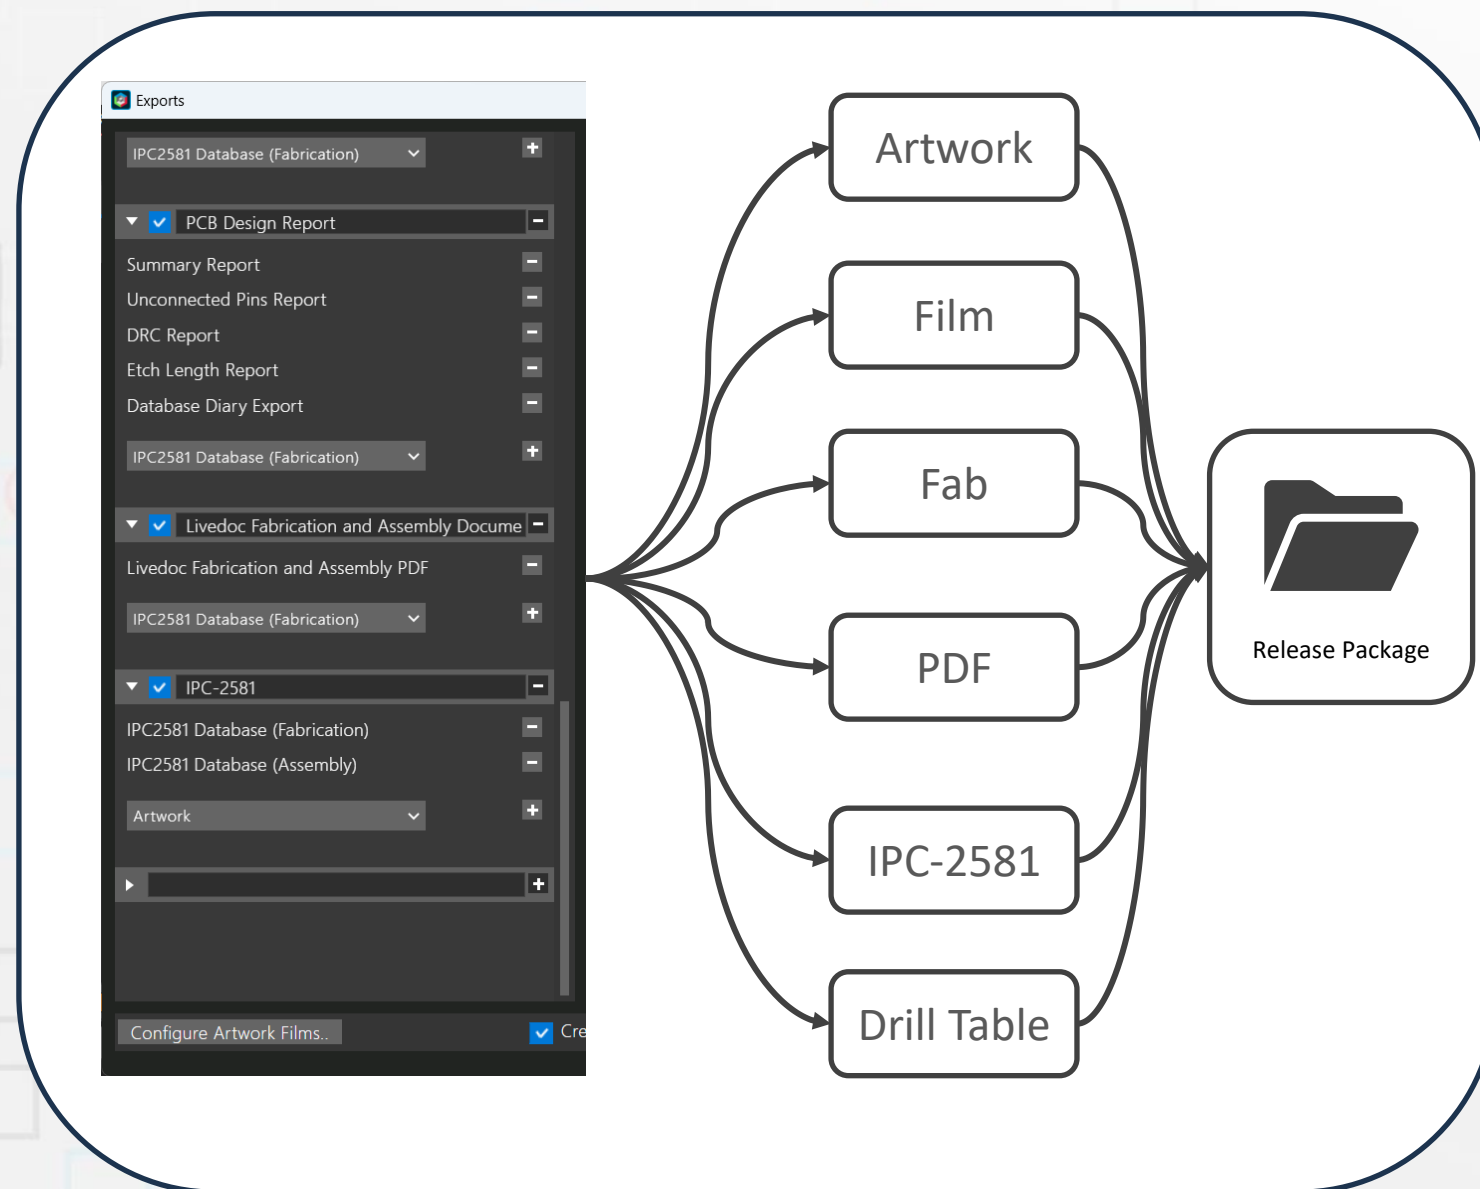 Exports
IPC2581 Database (Fabrication)
PCB Design Report
Summary Report
Unconnected Pins Report
DRC Report
Etch Length Report
Database Diary Export
IPC2581 Database (Fabrication)
Livedoc Fabrication and Assembly Docume
Livedoc Fabrication and Assembly PDF
IPC2581 Database (Fabrication)
IPC-2581
IPC2581 Database (Fabrication)
IPC2581 Database (Assembly)
Artwork
Configure Artwork Films..
Cre
Artwork
Film
Fab
PDF
IPC-2581
Drill Table
Release Package